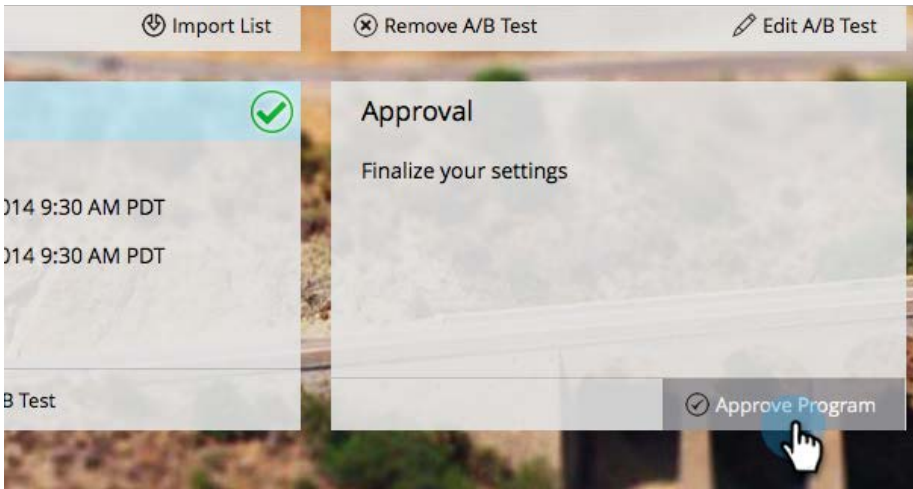 Import List
Remove A/B Test
Edit A/B Test
Approval
Finalize your settings
014 9:30 AM PDT
014 9:30 AM PDT
B Test
Approve Program